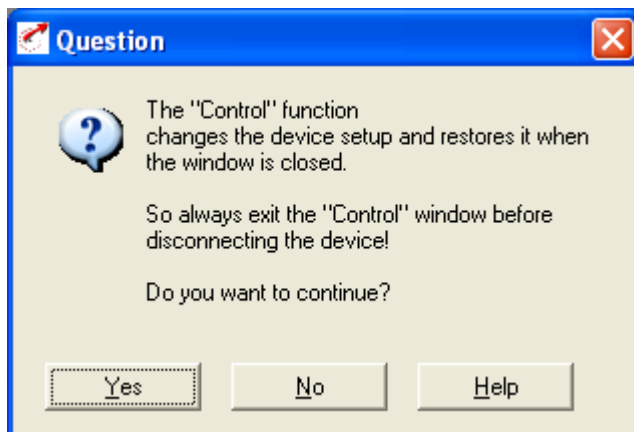 Question
The "Control" function
changes the device setup and restores it when
the window is closed.
So always exit the "Control" window before
disconnecting the device!
Do you want to continue?
Yes No Help